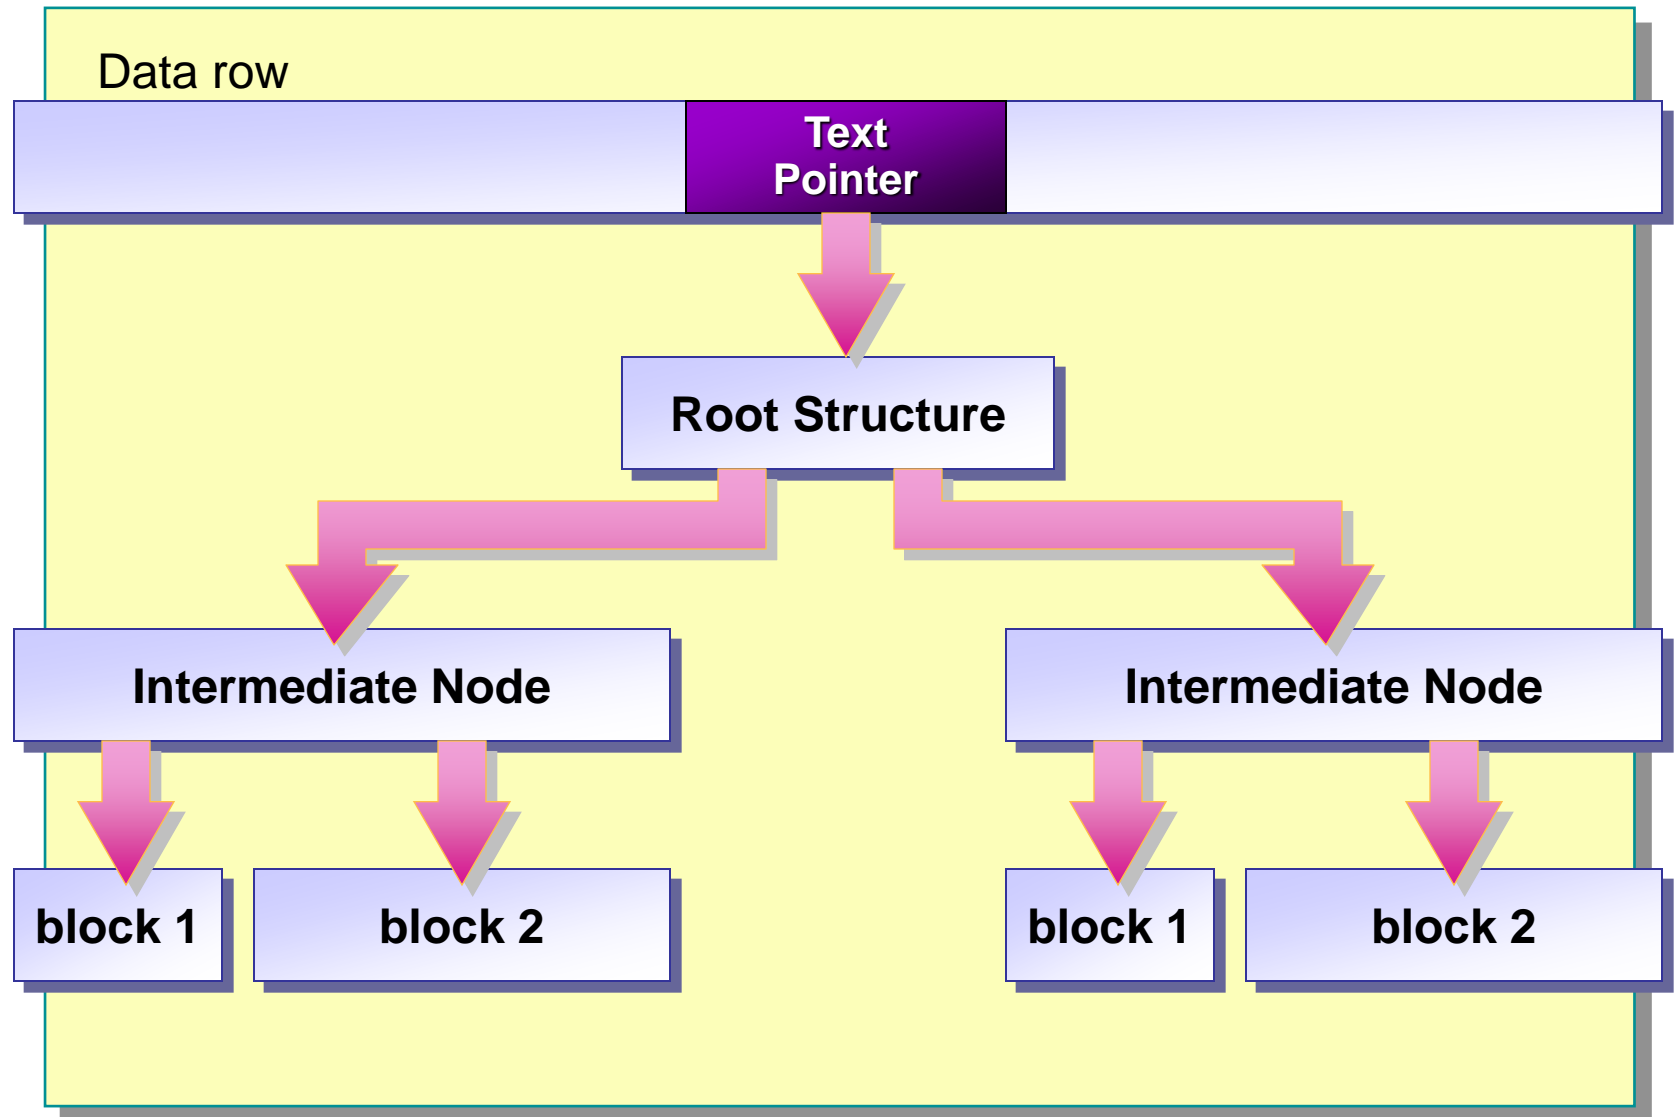 Data row
Text
Pointer
Root Structure
Intermediate Node
Intermediate Node
block 1
block 2
block 1
block 2